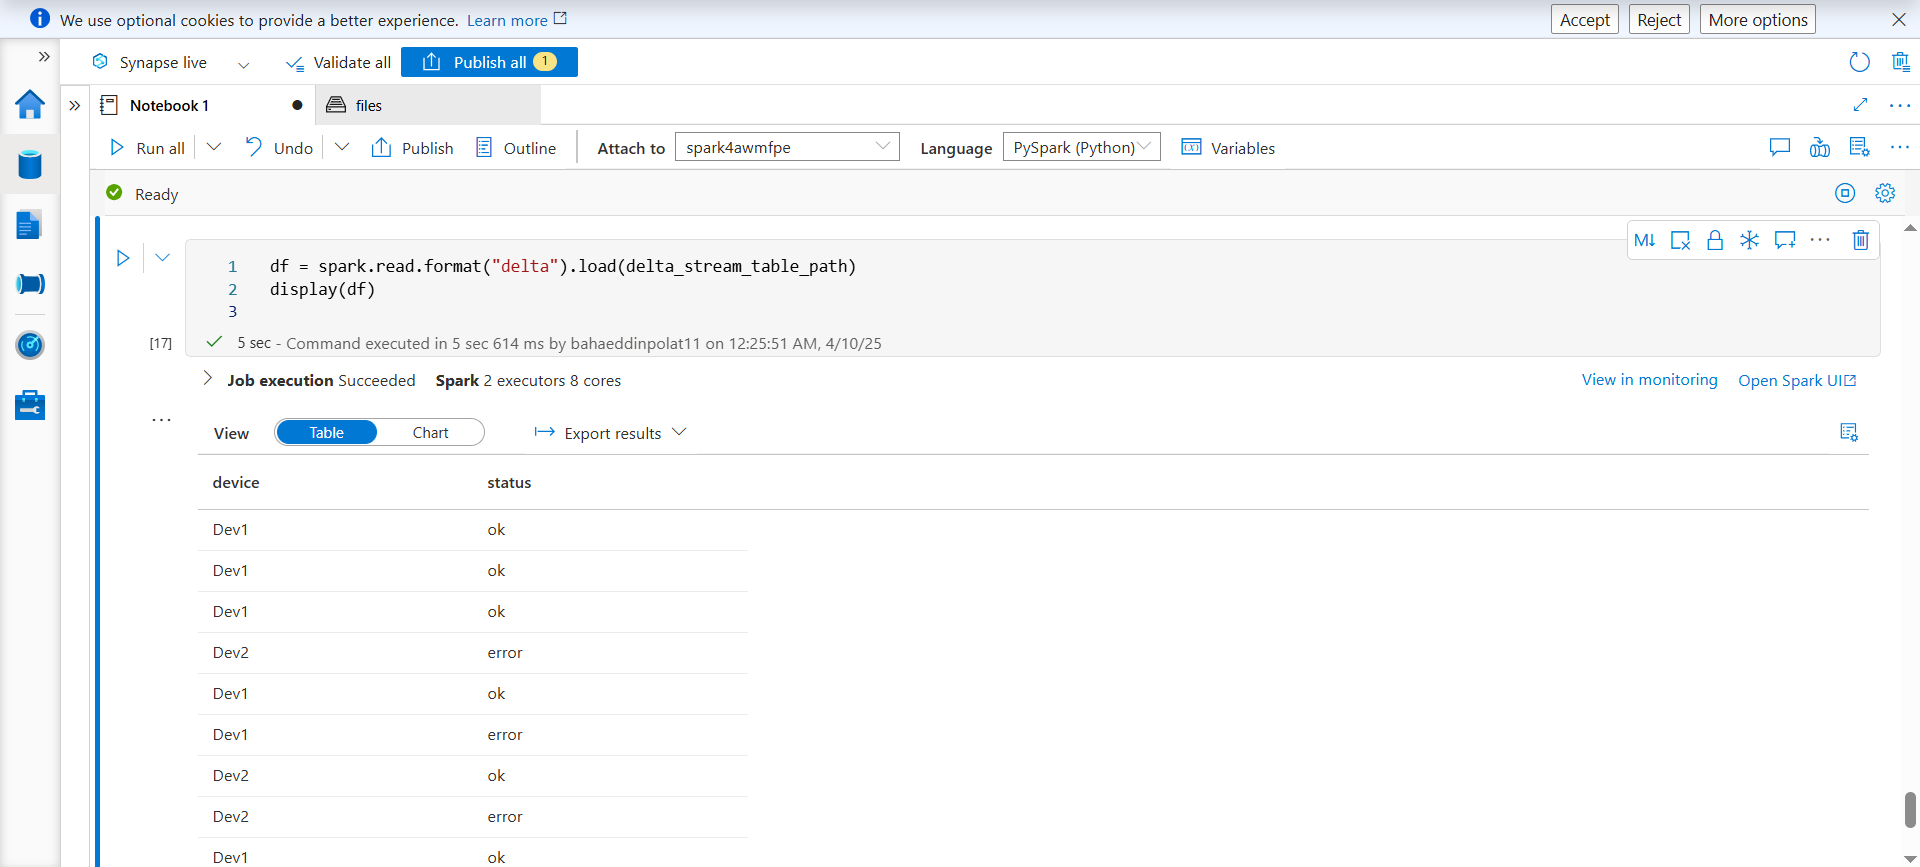 We use optional cookies to provide a better experience. Learn more
Accept
Reject
More options
Synapse live
Validate all
Publish all 1
Notebook 1
files
Run all
Undo
Publish
Outline
Attach to
spark4awmfpe
Language
PySpark (Python)
Variables
Ready
M↓
1 df = spark.read.format("delta").load(delta_stream_table_path)
2 display(df)
3
[17]
5 sec - Command executed in 5 sec 614 ms by bahaeddinpolat11 on 12:25:51 AM, 4/10/25
Job execution Succeeded Spark 2 executors 8 cores
View in monitoring
Open Spark UI
View
Table
Chart
Export results
device status
Dev1 ok
Dev1 ok
Dev1 ok
Dev2 error
Dev1 ok
Dev1 error
Dev2 ok
Dev2 error
Dev1 ok